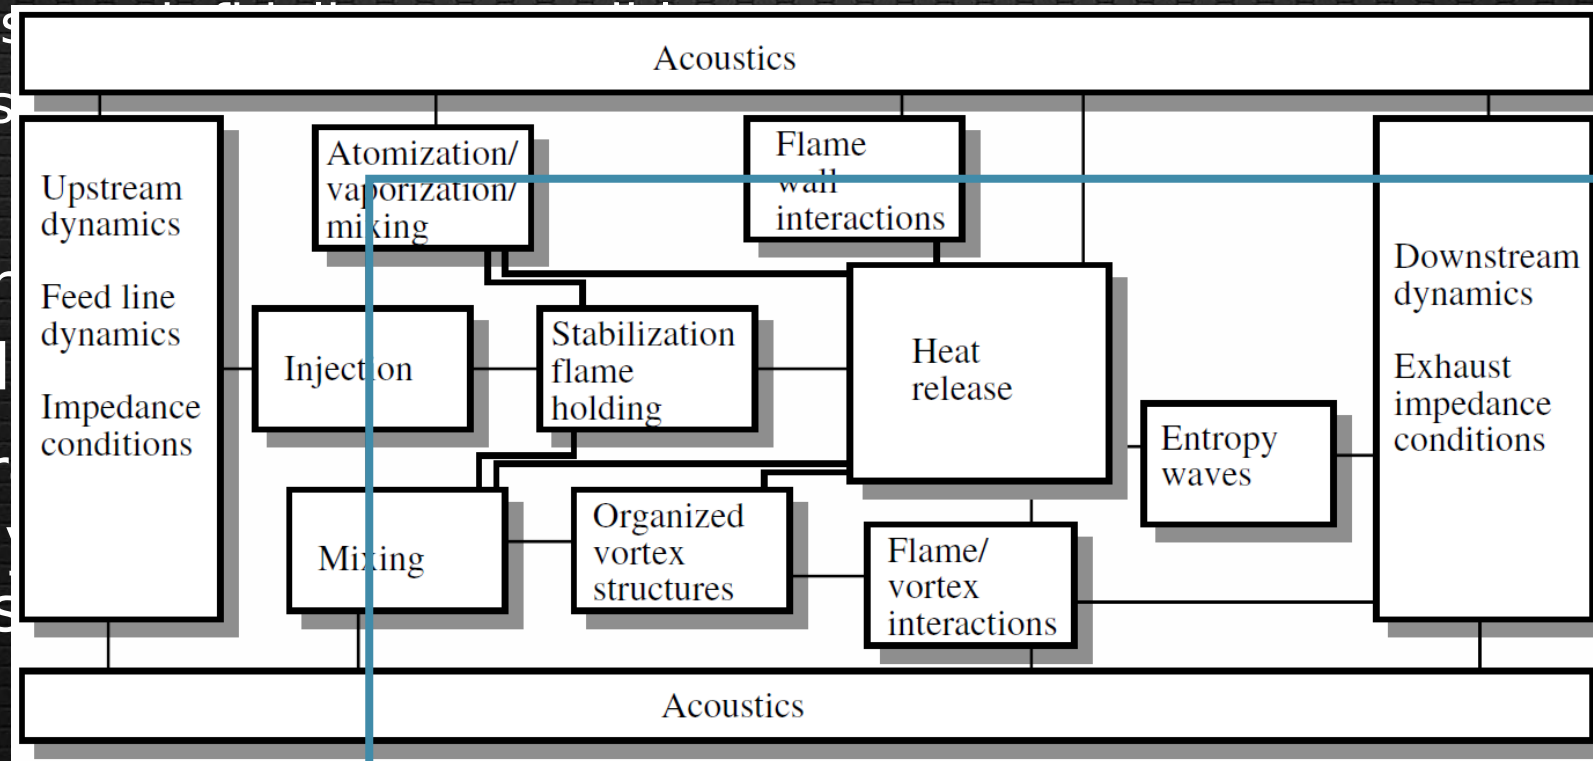 Acoustics
Upstream
dynamics
Feed line
dynamics
Impedance
conditions
Atomization/
vaporization/
mixing
Flame
wall
interactions
Injection
Stabilization
flame
holding
Heat
release
Mixing
Organized
vortex
structures
Flame/
vortex
interactions
Entropy
waves
Downstream
dynamics
Exhaust
impedance
conditions
Acoustics